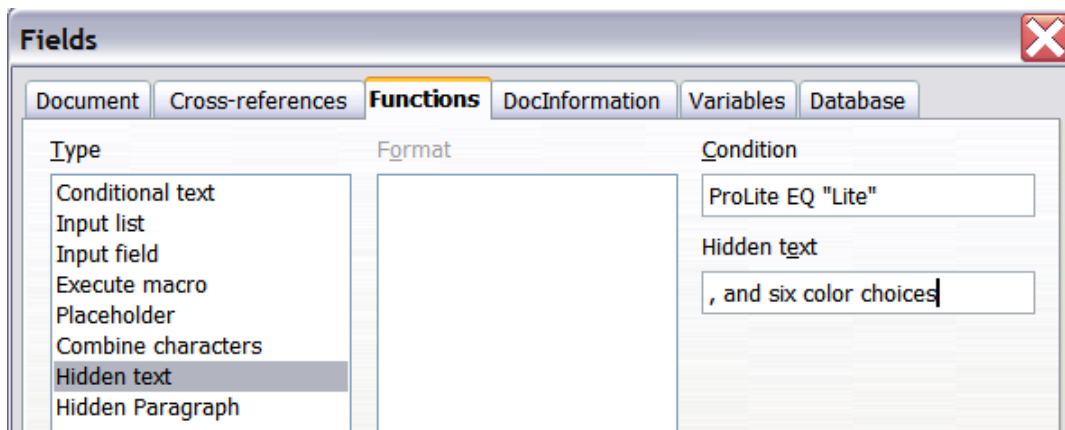 Fields
Document Cross-references Functions DocInformation Variables Database
Type
Conditional text
Input list
Input field
Execute macro
Placeholder
Combine characters
Hidden text
Hidden Paragraph
Format
Condition
ProLite EQ "Lite"
Hidden text
, and six color choices